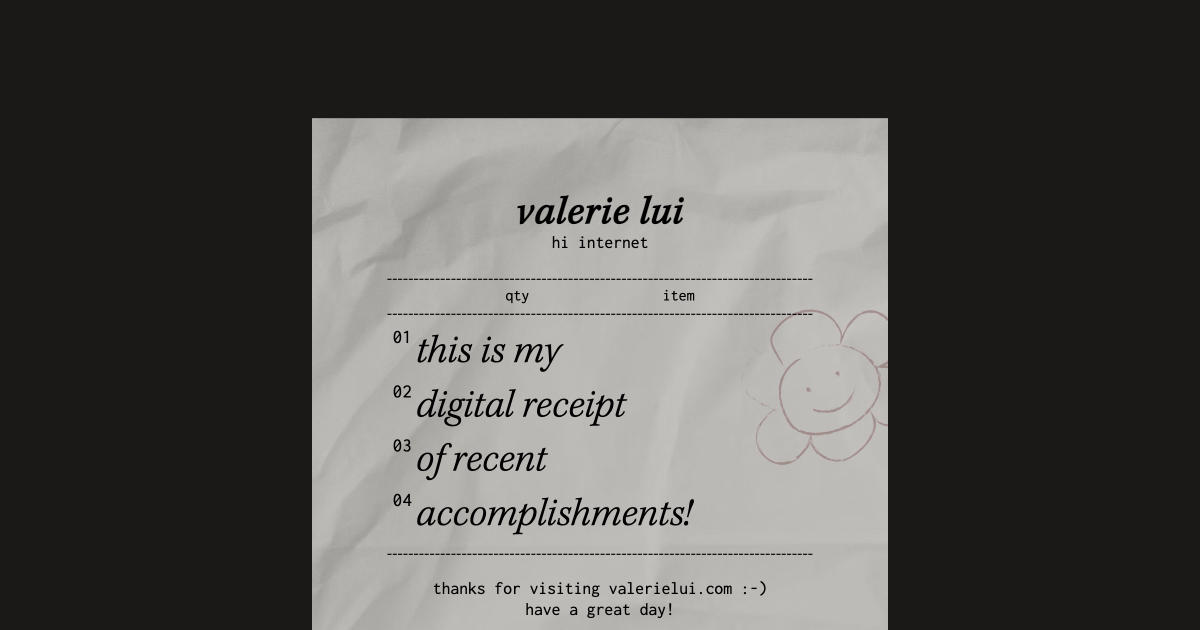 valerie lui
hi internet
qty item
01 this is my
02 digital receipt
03 of recent
04 accomplishments!
thanks for visiting valerielui.com :-)
have a great day!